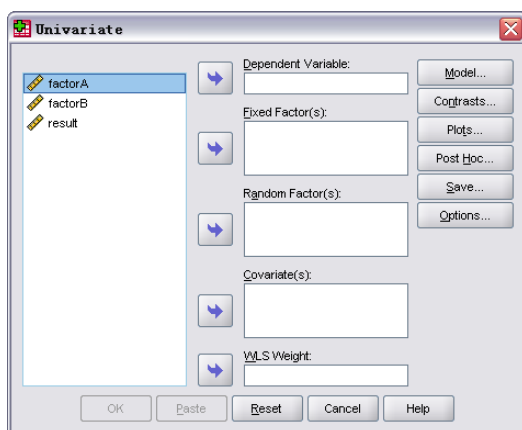 Univariate
factorA
factorB
result
Dependent Variable:
Fixed Factor(s):
Random Factor(s):
Covariate(s):
WLS Weight:
Model...
Contrasts...
Plots...
Post Hoc...
Save...
Options...
OK
Paste
Reset
Cancel
Help